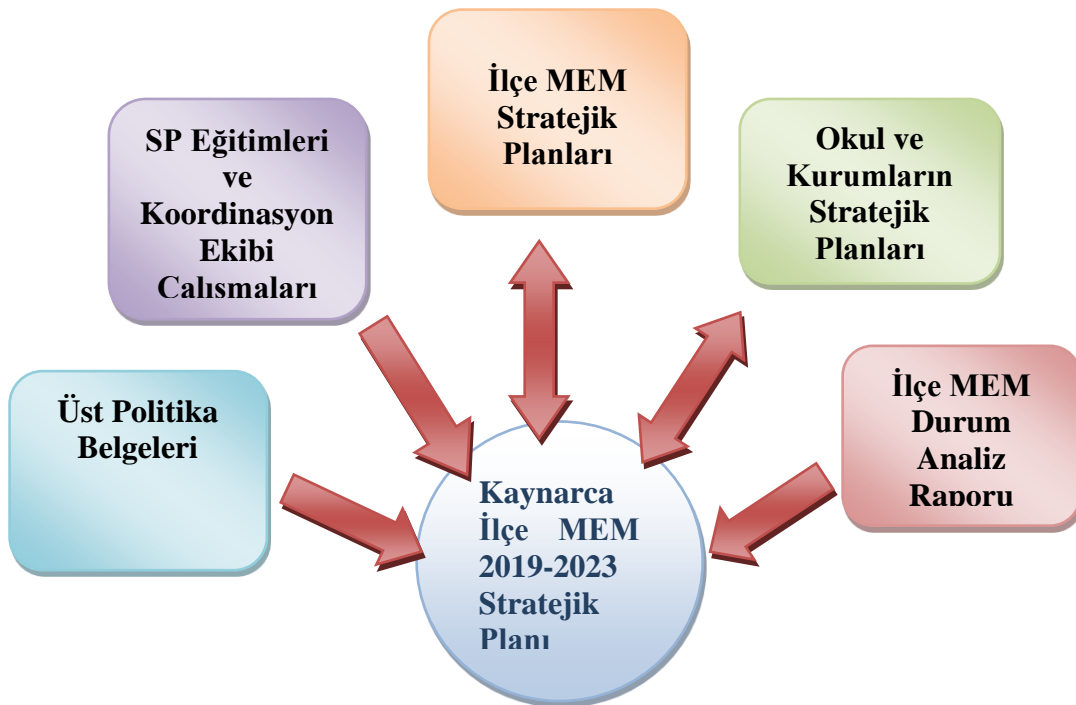 İlçe MEM
Stratejik
Planları
SP Eğitimleri
ve
Koordinasyon
Ekibi
Çalışmaları
Okul ve
Kurumların
Stratejik
Planları
Üst Politika
Belgeleri
İlçe MEM
Durum
Analiz
Raporu
Kaynarca
İlçe MEM
2019-2023
Stratejik
Planı